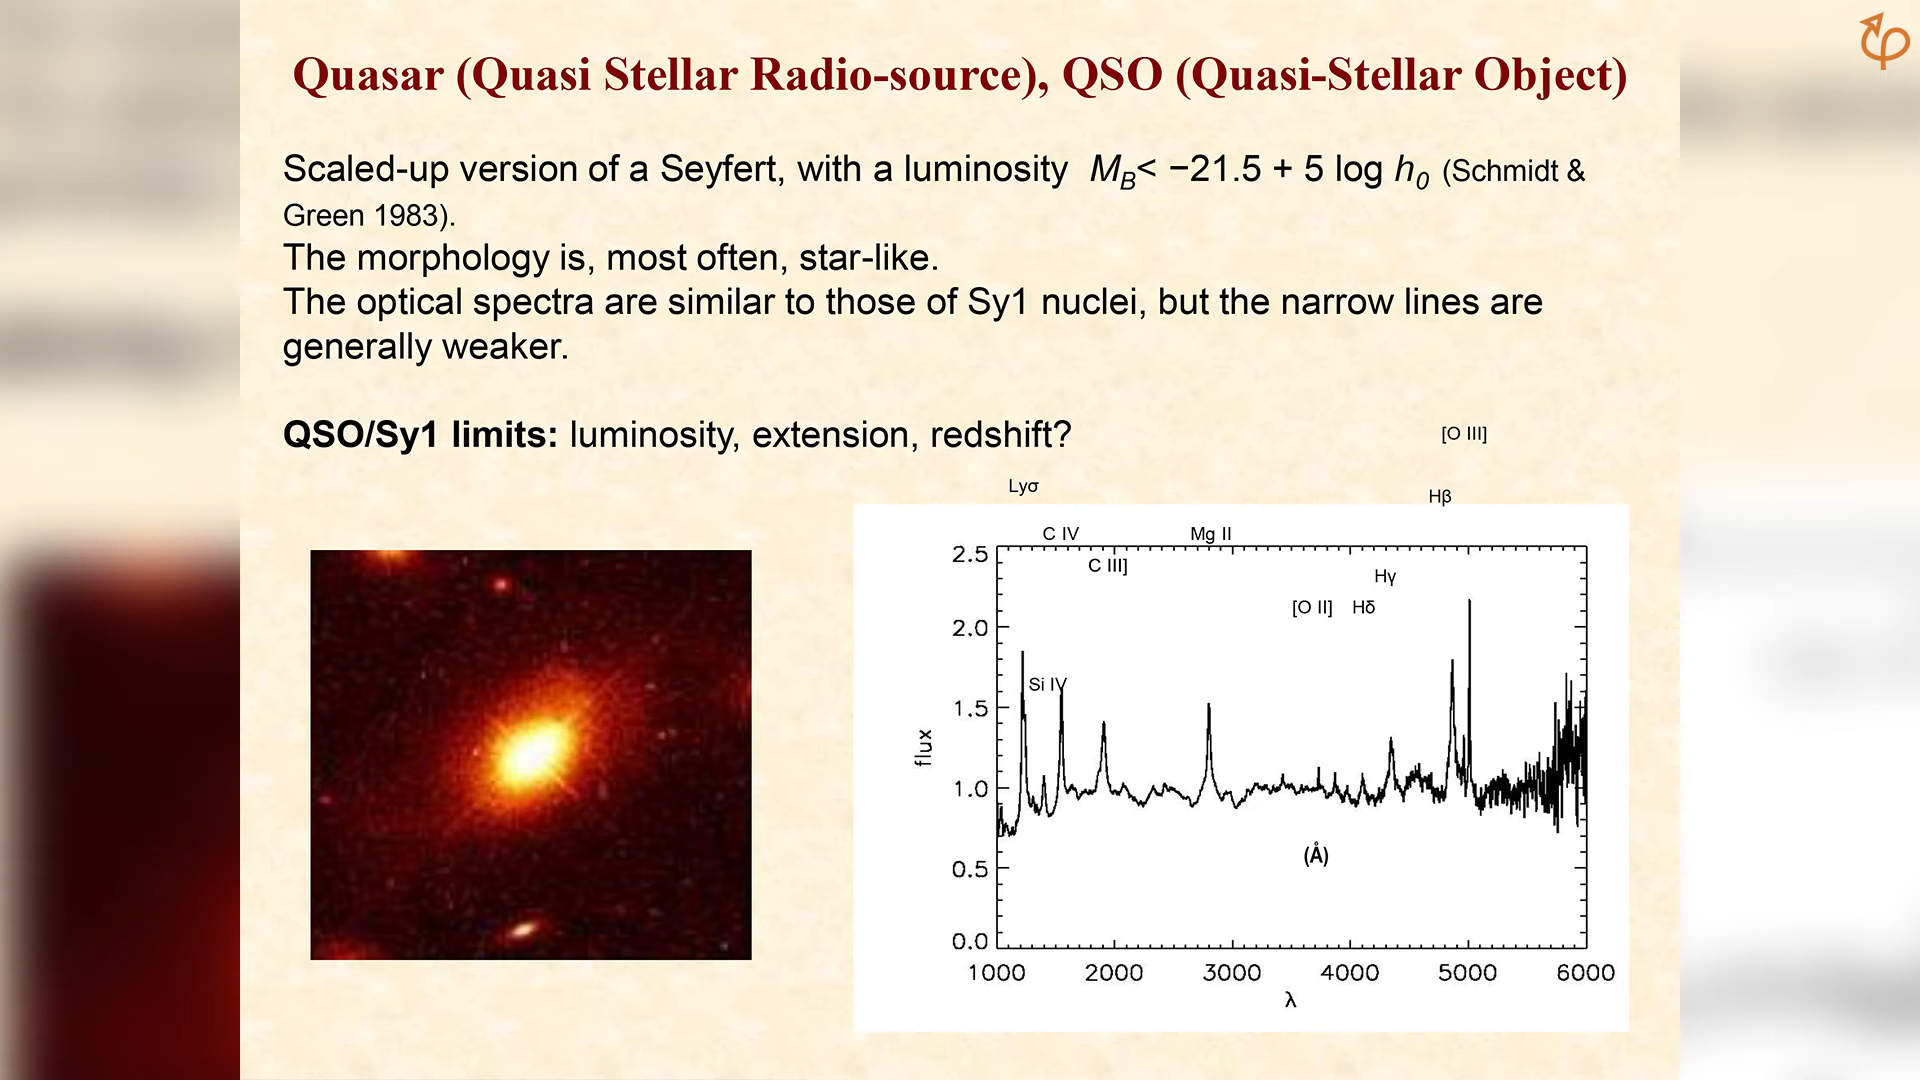 Quasar (Quasi Stellar Radio-source), QSO (Quasi-Stellar Object)
Scaled-up version of a Seyfert, with a luminosity M_B< −21.5 + 5 log h_0 (Schmidt &
Green 1983).
The morphology is, most often, star-like.
The optical spectra are similar to those of Sy1 nuclei, but the narrow lines are
generally weaker.
QSO/Sy1 limits: luminosity, extension, redshift?
[O III]
Lyσ
Hβ
C IV
Mg II
C III]
Hγ
[O II]
Hδ
Si IV
2.5
2.0
1.5
1.0
0.5
0.0
flux
(Å)
1000 2000 3000 4000 5000 6000
λ